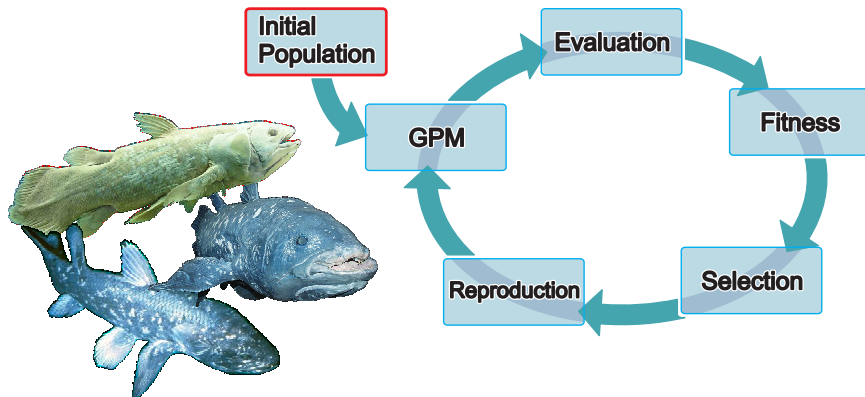 Initial
Population
Evaluation
GPM
Fitness
Selection
Reproduction